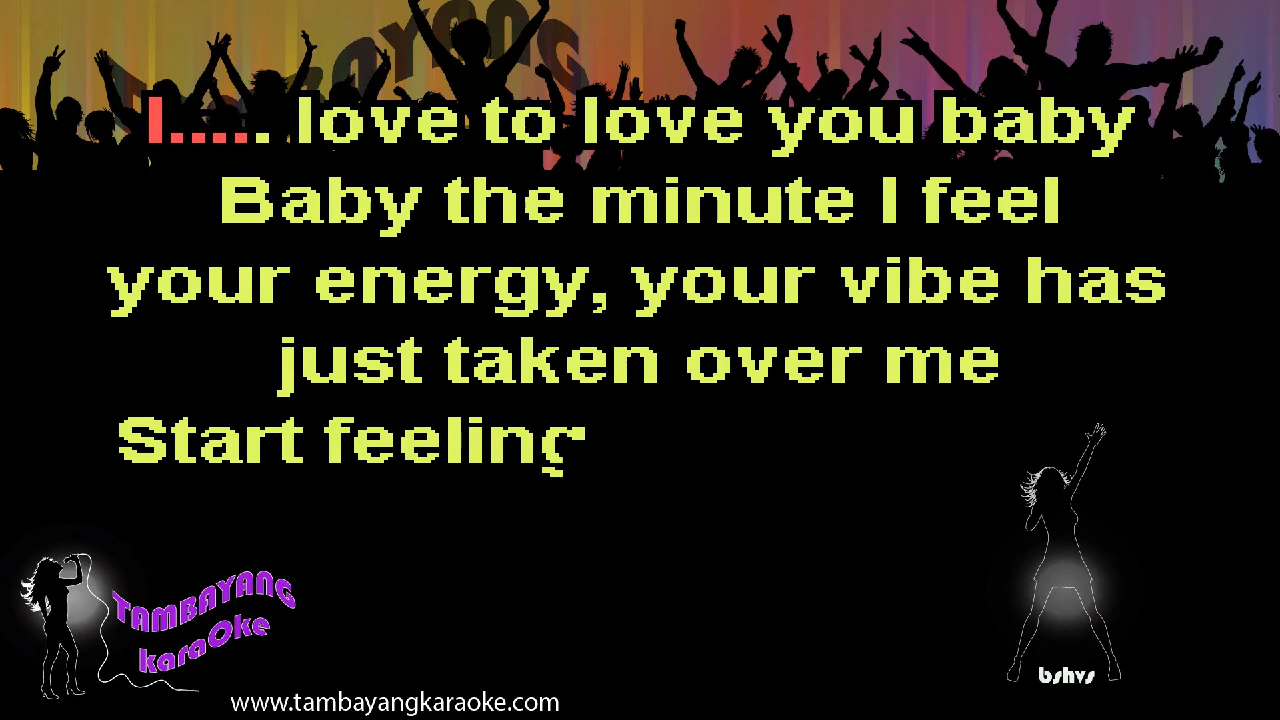 I..... love to love you baby
Baby the minute I feel
your energy, your vibe has
just taken over me
Start feeling
TAMBAYANG
karaOke
bshvs
www.tambayangkaraoke.com